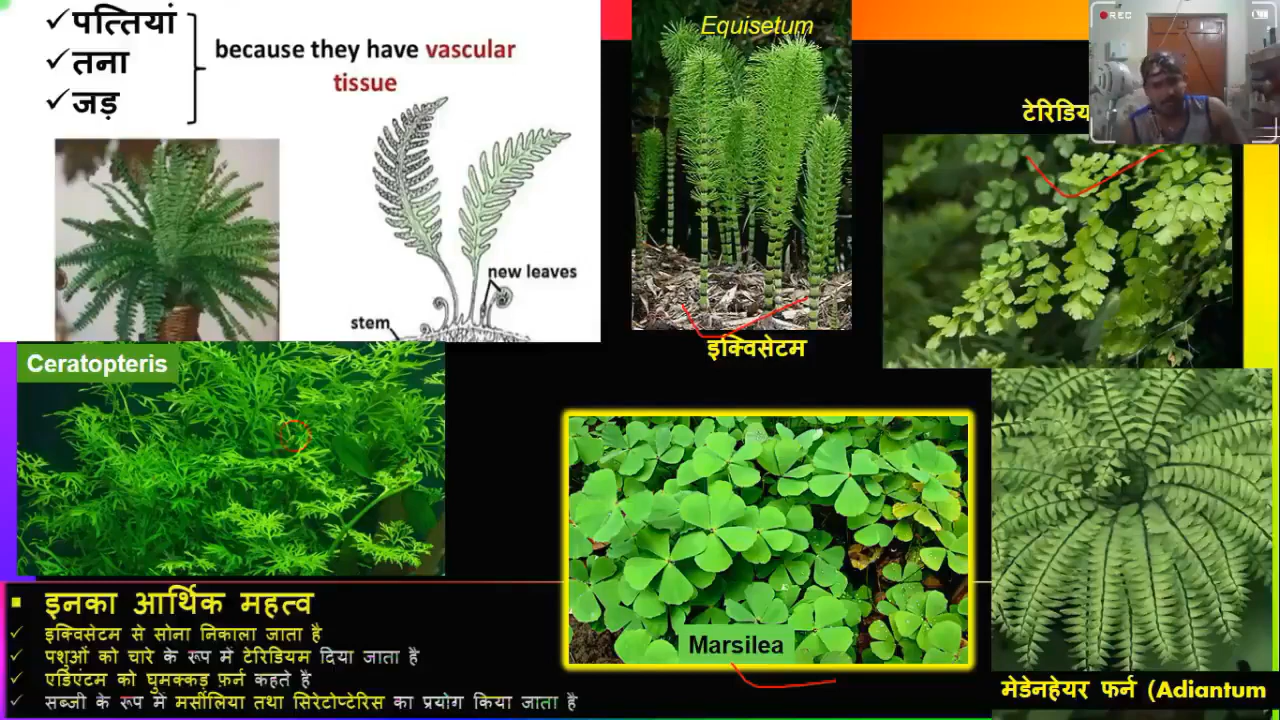 ✓पत्तियां
✓तना
✓जड़
because they have vascular
tissue
new leaves
stem
Equisetum
इक्विसेटम
REC
Ceratopteris
Marsilea
मेडेनहेयर फर्न (Adiantum
▪ इनका आर्थिक महत्व
✓ इक्विसेटम से सोना निकाला जाता है
✓ पशुओं को चारे के रूप में टेरिडियम दिया जाता है
✓ एडिएंटम को घुमक्कड़ फ़र्न कहते है
✓ सब्जी के रूप में मर्सीलिया तथा सिरेटोप्टेरिस का प्रयोग किया जाता है